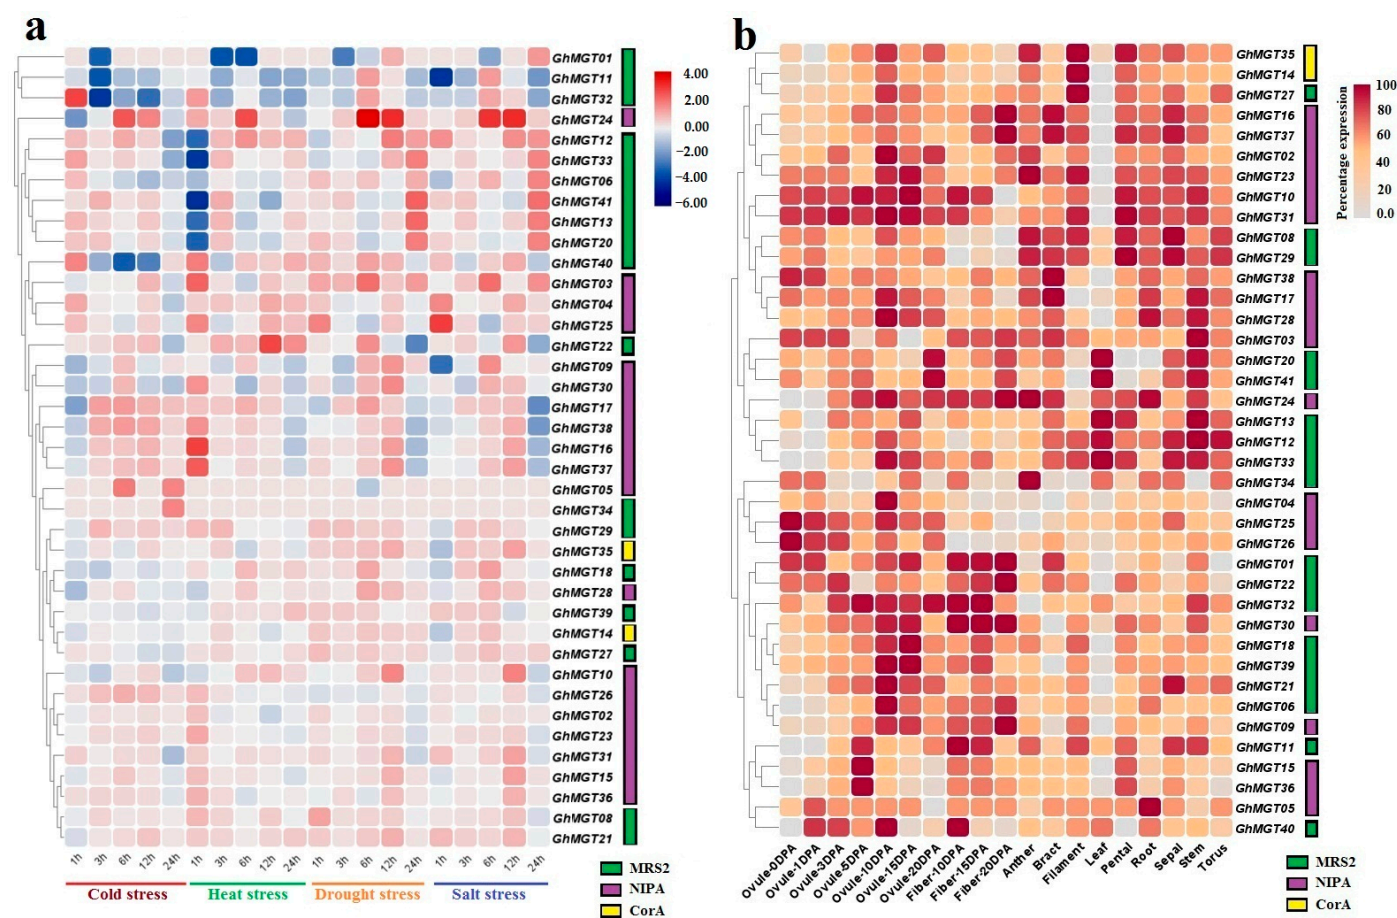 a
GhMGT01
GhMGT11
GhMGT32
GhMGT24
GhMGT12
GhMGT33
GhMGT06
GhMGT41
GhMGT13
GhMGT20
GhMGT40
GhMGT03
GhMGT04
GhMGT25
GhMGT22
GhMGT09
GhMGT30
GhMGT17
GhMGT38
GhMGT16
GhMGT37
GhMGT05
GhMGT34
GhMGT29
GhMGT35
GhMGT18
GhMGT28
GhMGT39
GhMGT14
GhMGT27
GhMGT10
GhMGT26
GhMGT02
GhMGT23
GhMGT31
GhMGT15
GhMGT36
GhMGT08
GhMGT21
4.00
2.00
0.00
−2.00
−4.00
−6.00
1h 3h 6h 12h 24h 1h 3h 6h 12h 24h 1h 3h 6h 12h 24h 1h 3h 6h 12h 24h
Cold stress Heat stress Drought stress Salt stress
MRS2
NIPA
CorA
b
GhMGT35
GhMGT14
GhMGT27
GhMGT16
GhMGT37
GhMGT02
GhMGT23
GhMGT10
GhMGT31
GhMGT08
GhMGT29
GhMGT38
GhMGT17
GhMGT28
GhMGT03
GhMGT20
GhMGT41
GhMGT24
GhMGT13
GhMGT12
GhMGT33
GhMGT34
GhMGT04
GhMGT25
GhMGT26
GhMGT01
GhMGT22
GhMGT32
GhMGT30
GhMGT18
GhMGT39
GhMGT21
GhMGT06
GhMGT09
GhMGT11
GhMGT15
GhMGT36
GhMGT05
GhMGT40
Percentage expression
100
80
60
40
20
0.0
Ovule-0DPA
Ovule-1DPA
Ovule-3DPA
Ovule-5DPA
Ovule-10DPA
Ovule-15DPA
Ovule-20DPA
Fiber-10DPA
Fiber-15DPA
Fiber-20DPA
Anther
Bract
Filament
Leaf
Pental
Root
Sepal
Stem
Torus
MRS2
NIPA
CorA